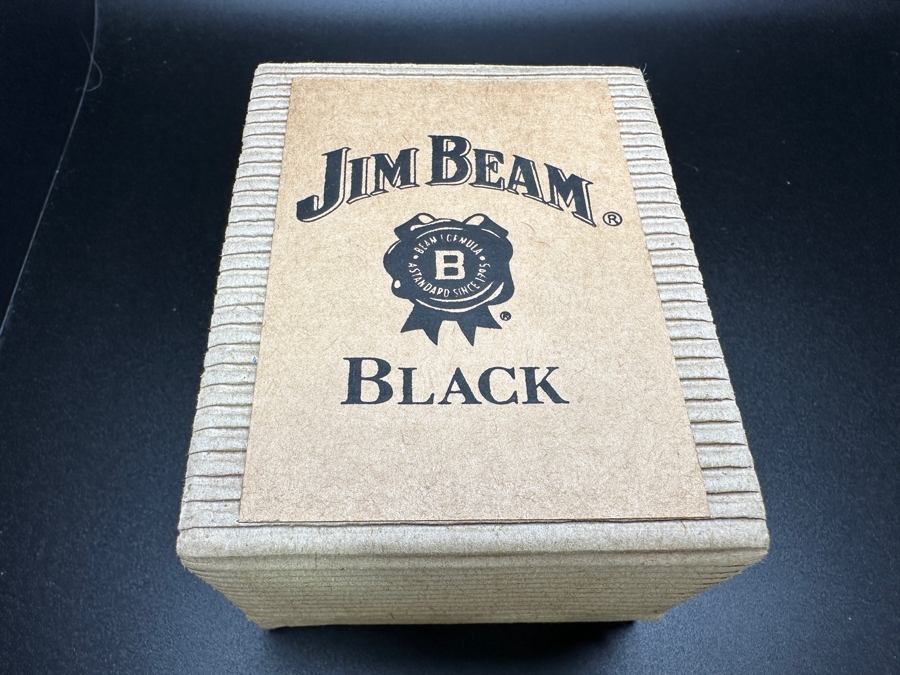 JIM BEAM®
BEAM FORMULA
B
A STANDARD SINCE 1795
®
BLACK